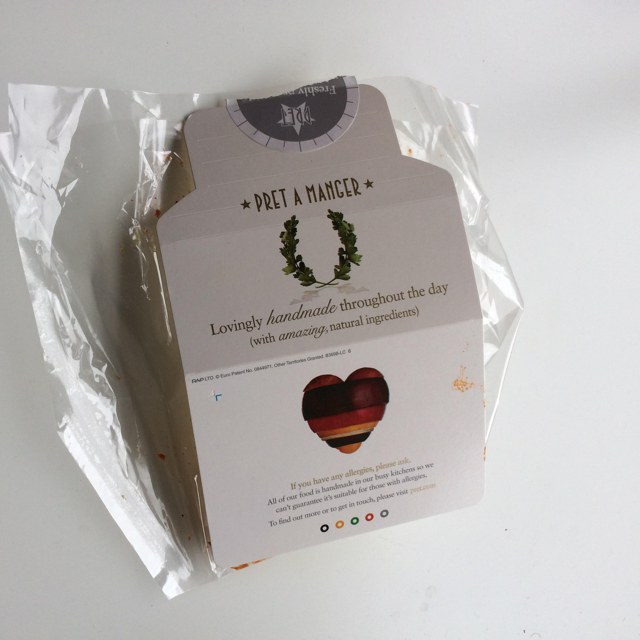 Freshly
PRET
★ PRET A MANGER ★
Lovingly handmade throughout the day
(with amazing, natural ingredients)
If you have any allergies, please ask.
All of our food is handmade in our busy kitchens so we
can't guarantee it's suitable for those with allergies.
To find out more or to get in touch, please visit pret.com